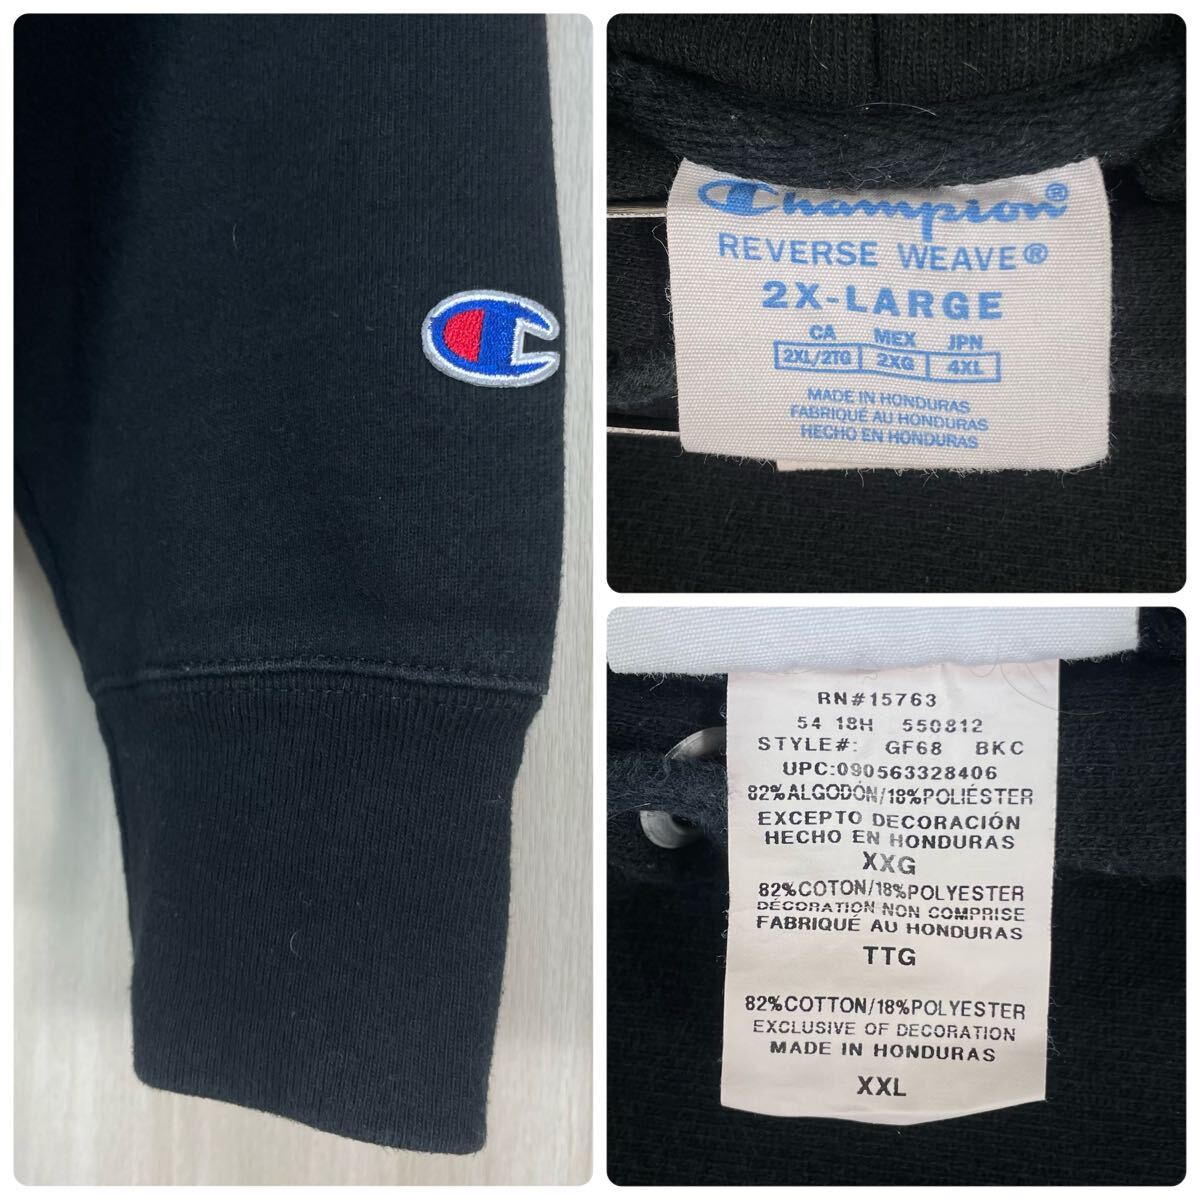 Champion®
REVERSE WEAVE®
2X-LARGE
CA MEX JPN
2XL/2TG 2XG 4XL
MADE IN HONDURAS
FABRIQUÉ AU HONDURAS
HECHO EN HONDURAS
RN#15763
54 18H 550812
STYLE#: GF68 BKC
UPC:090563328406
82%ALGODÓN/18%POLIÉSTER
EXCEPTO DECORACIÓN
HECHO EN HONDURAS
XXG
82%COTON/18%POLYESTER
DÉCORATION NON COMPRISE
FABRIQUÉ AU HONDURAS
TTG
82%COTTON/18%POLYESTER
EXCLUSIVE OF DECORATION
MADE IN HONDURAS
XXL